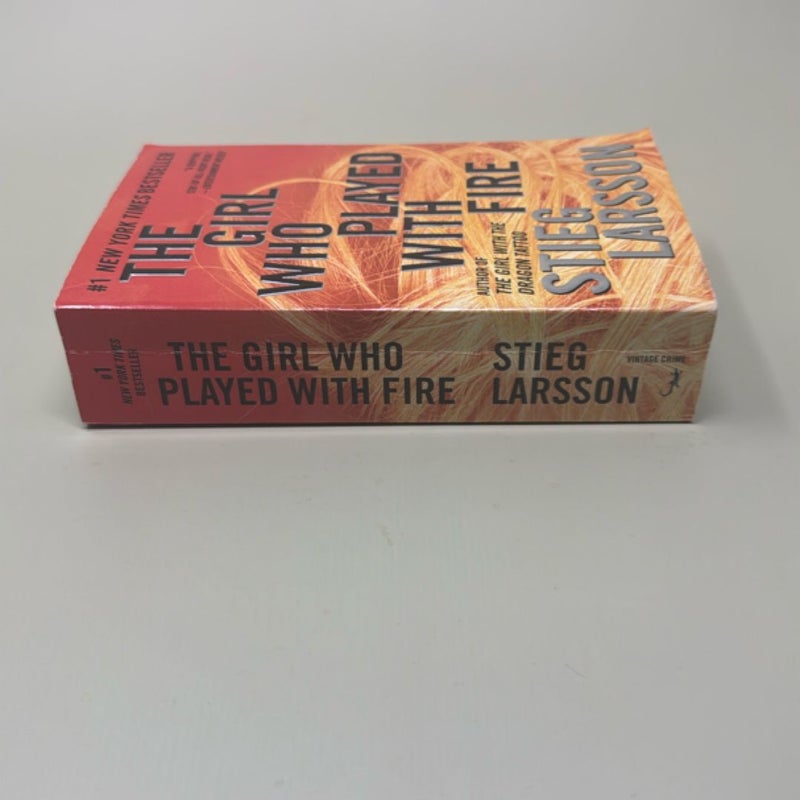 #1 NEW YORK TIMES BESTSELLER
THE
GIRL
WHO
PLAYED
WITH
FIRE
AUTHOR OF
THE GIRL WITH THE
DRAGON TATTOO
STIEG
LARSSON
#1
NEW YORK TIMES
BESTSELLER
THE GIRL WHO
PLAYED WITH FIRE
STIEG
LARSSON
VINTAGE CRIME